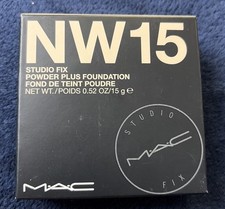 NW15
STUDIO FIX
POWDER PLUS FOUNDATION
FOND DE TEINT POUDRE
NET WT./POIDS 0.52 OZ/15 g e
STUDIO
MAC
FIX
MAC